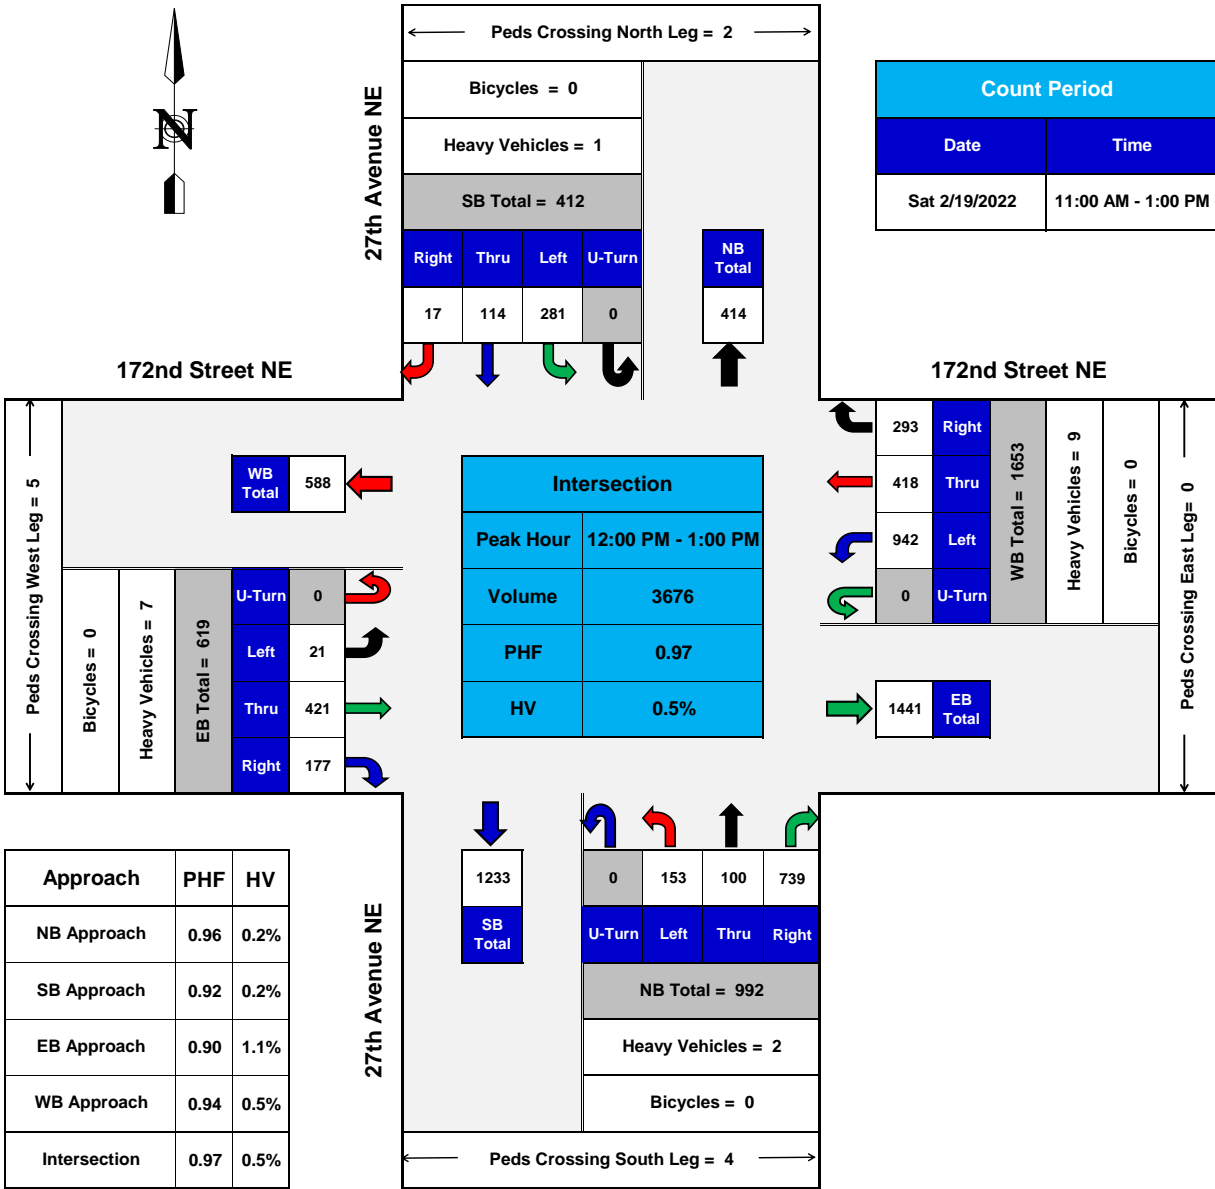 Peds Crossing North Leg = 2
N
27th Avenue NE
Bicycles = 0
Heavy Vehicles = 1
SB Total = 412
Right Thru Left U-Turn
17 114 281 0
NB
Total
414
Count Period
Date Time
Sat 2/19/2022 11:00 AM - 1:00 PM
172nd Street NE
172nd Street NE
Peds Crossing West Leg = 5
WB
Total
588
Bicycles = 0
Heavy Vehicles = 7
EB Total = 619
U-Turn 0
Left 21
Thru 421
Right 177
Intersection
Peak Hour 12:00 PM - 1:00 PM
Volume 3676
PHF 0.97
HV 0.5%
293 Right
418 Thru
942 Left
0 U-Turn
WB Total = 1653
Heavy Vehicles = 9
Bicycles = 0
Peds Crossing East Leg= 0
1441
EB
Total
Approach PHF HV
NB Approach 0.96 0.2%
SB Approach 0.92 0.2%
EB Approach 0.90 1.1%
WB Approach 0.94 0.5%
Intersection 0.97 0.5%
27th Avenue NE
1233
SB
Total
0 153 100 739
U-Turn Left Thru Right
NB Total = 992
Heavy Vehicles = 2
Bicycles = 0
Peds Crossing South Leg = 4